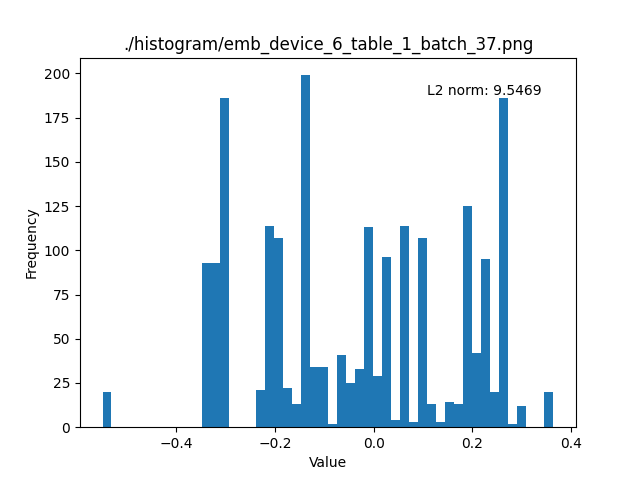 ./histogram/emb_device_6_table_1_batch_37.png
L2 norm: 9.5469
200
175
150
125
100
75
50
25
0
Frequency
−0.4 −0.2 0.0 0.2 0.4
Value